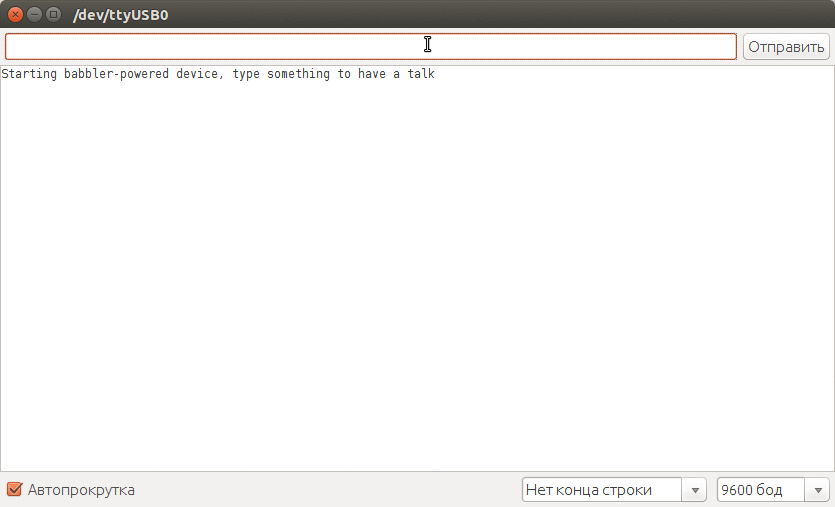 /dev/ttyUSB0
Отправить
Starting babbler-powered device, type something to have a talk
Автопрокрутка
Нет конца строки
9600 бод